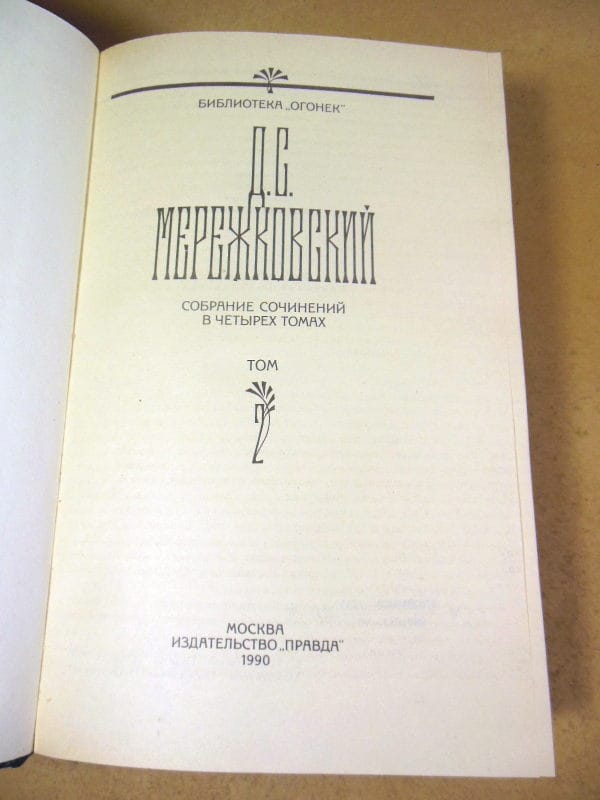 БИБЛИОТЕКА „ОГОНЕК"
Д.С.
МЕРЕЖКОВСКИЙ
СОБРАНИЕ СОЧИНЕНИЙ
В ЧЕТЫРЕХ ТОМАХ
ТОМ
2
МОСКВА
ИЗДАТЕЛЬСТВО „ПРАВДА"
1990